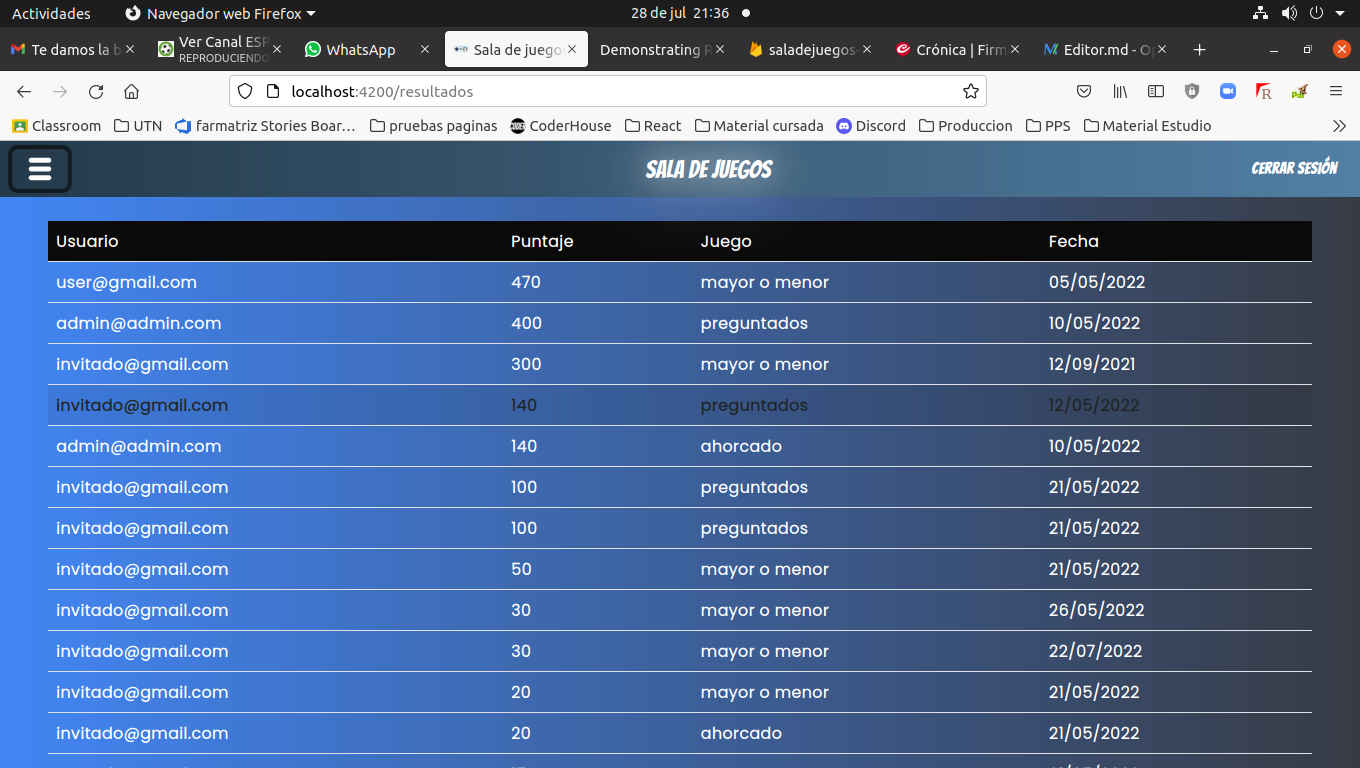 Actividades Navegador web Firefox 28 de jul 21:36
Te damos la b Ver Canal ESP REPRODUCIENDO WhatsApp Sala de juego Demonstrating R saladejuegos- Crónica | Firm Editor.md - Op
localhost:4200/resultados
Classroom UTN farmatriz Stories Boar... pruebas paginas CODER CoderHouse React Material cursada Discord Produccion PPS Material Estudio
SALA DE JUEGOS CERRAR SESIÓN
Usuario Puntaje Juego Fecha
user@gmail.com 470 mayor o menor 05/05/2022
admin@admin.com 400 preguntados 10/05/2022
invitado@gmail.com 300 mayor o menor 12/09/2021
invitado@gmail.com 140 preguntados 12/05/2022
admin@admin.com 140 ahorcado 10/05/2022
invitado@gmail.com 100 preguntados 21/05/2022
invitado@gmail.com 100 preguntados 21/05/2022
invitado@gmail.com 50 mayor o menor 21/05/2022
invitado@gmail.com 30 mayor o menor 26/05/2022
invitado@gmail.com 30 mayor o menor 22/07/2022
invitado@gmail.com 20 mayor o menor 21/05/2022
invitado@gmail.com 20 ahorcado 21/05/2022